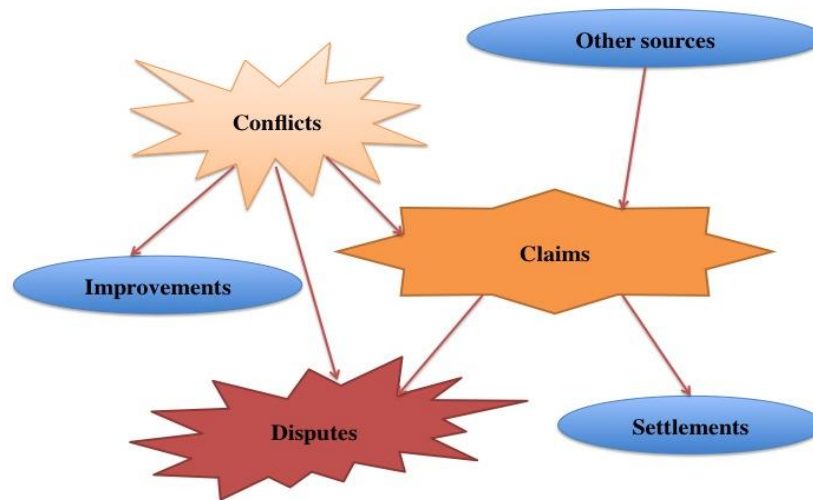 Other sources
Conflicts
Claims
Improvements
Disputes
Settlements